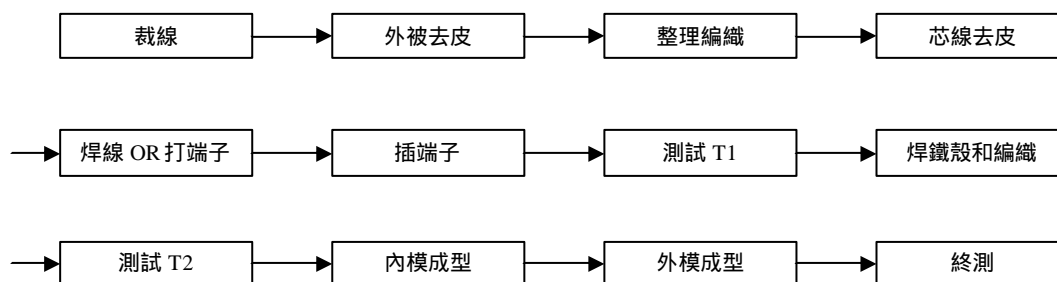 裁線
外被去皮
整理編織
芯線去皮
焊線 OR 打端子
插端子
測試 T1
焊鐵殼和編織
測試 T2
內模成型
外模成型
終測